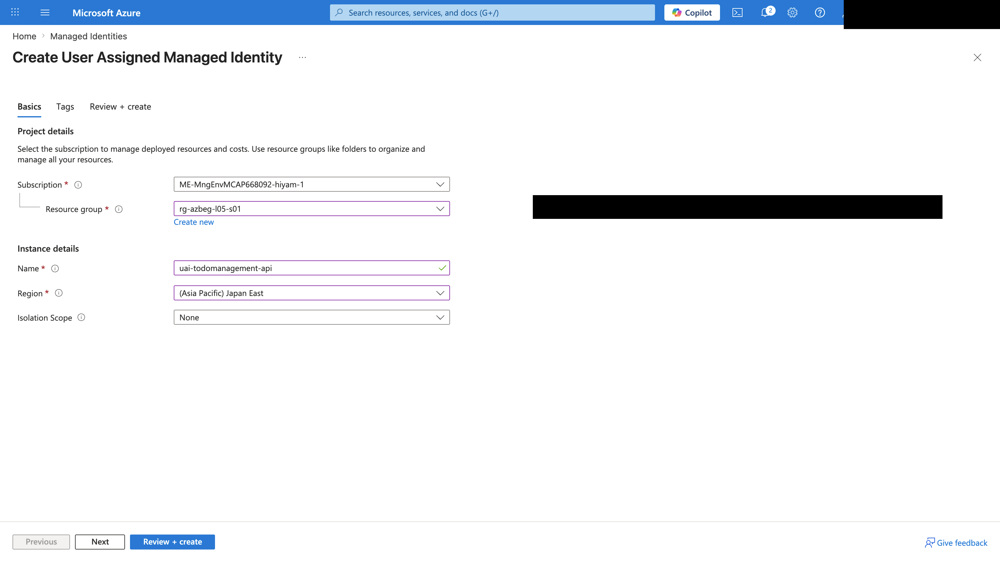 Microsoft Azure
Search resources, services, and docs (G+/)
Copilot
2
Home > Managed Identities
Create User Assigned Managed Identity ...
Basics Tags Review + create
Project details
Select the subscription to manage deployed resources and costs. Use resource groups like folders to organize and
manage all your resources.
Subscription *
ME-MngEnvMCAP668092-hiyam-1
Resource group *
rg-azbeg-l05-s01
Create new
Instance details
Name *
uai-todomanagement-api
Region *
(Asia Pacific) Japan East
Isolation Scope
None
Previous Next Review + create
Give feedback